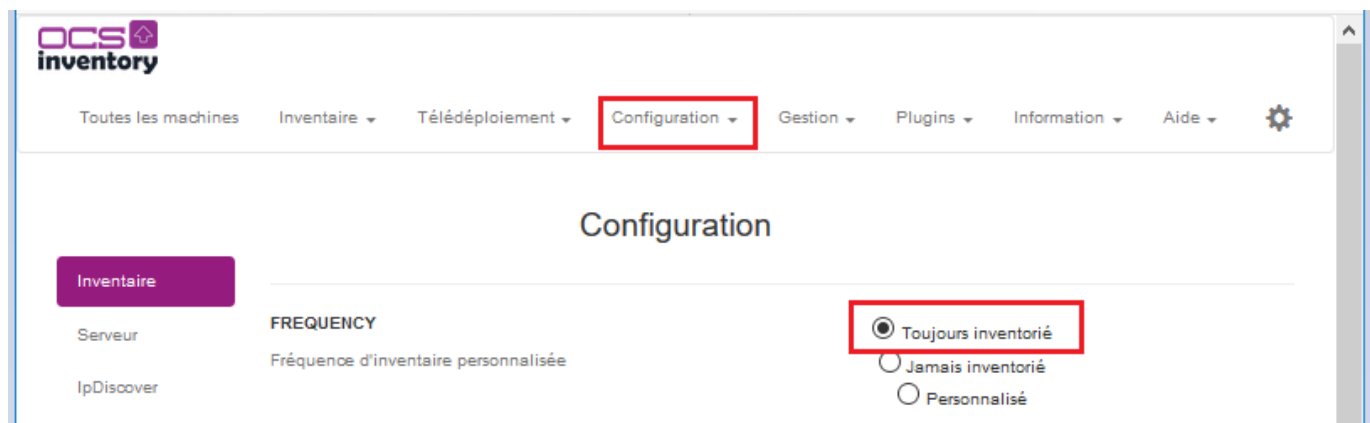 OCS
inventory
Toutes les machines Inventaire Télédéploiement Configuration Gestion Plugins Information Aide
Configuration
Inventaire
Serveur
IpDiscover
FREQUENCY
Fréquence d'inventaire personnalisée
Toujours inventorié
Jamais inventorié
Personnalisé